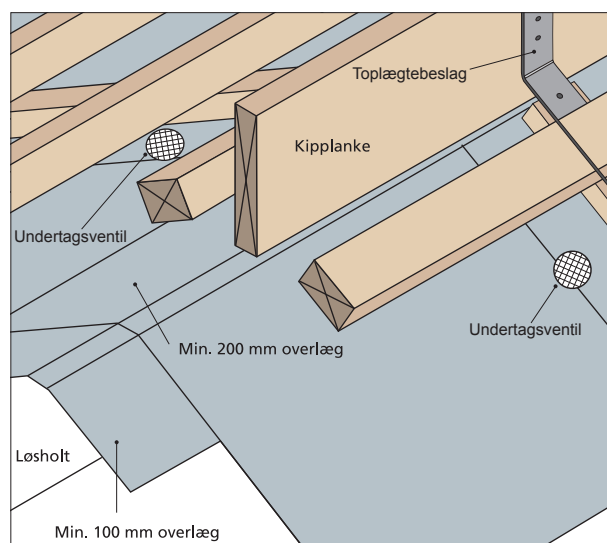 Toplægtebeslag
Kipplanke
Undertagsventil
Undertagsventil
Min. 200 mm overlæg
Løsholt
Min. 100 mm overlæg